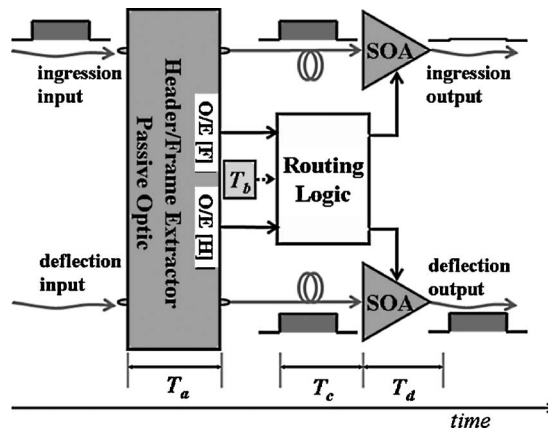 ingression
input
deflection
input
Header/Frame Extractor
Passive Optic
O/E [F]
O/E [H]
T_b
Routing
Logic
SOA
SOA
ingression
output
deflection
output
T_a
T_c
T_d
time